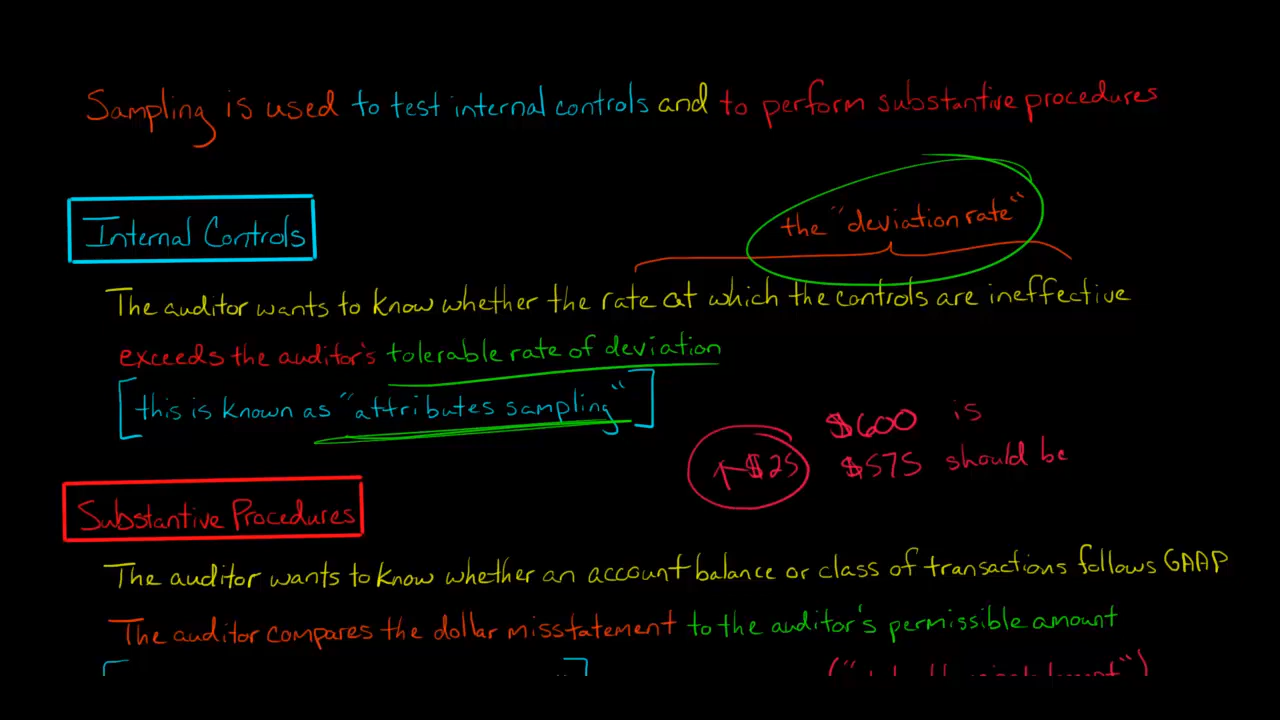 Sampling is used to test internal controls and to perform substantive procedures
Internal Controls
the "deviation rate"
The auditor wants to know whether the rate at which the controls are ineffective
exceeds the auditor's tolerable rate of deviation
[this is known as "attributes sampling"]
$600 is
↑$25 $575 should be
Substantive Procedures
The auditor wants to know whether an account balance or class of transactions follows GAAP
The auditor compares the dollar misstatement to the auditor's permissible amount